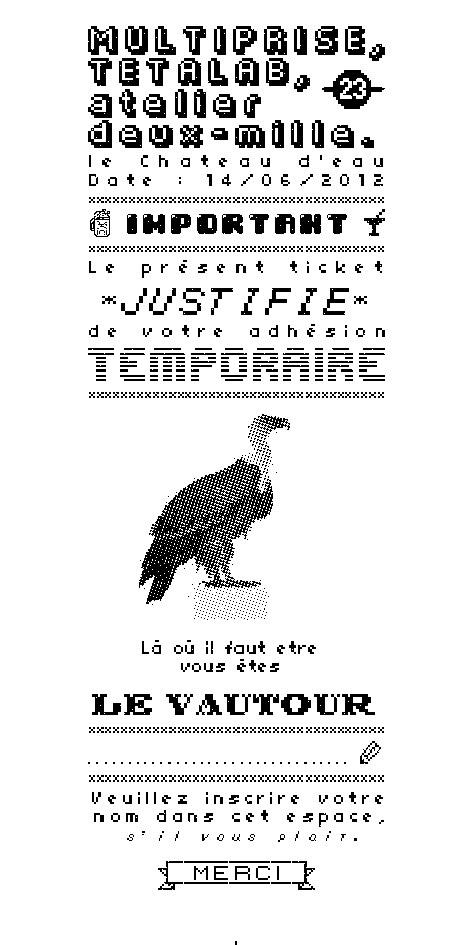 MULTIPRISE,
TETALAB,
23
atelier
deux-mille.
le Chateau d'eau
Date : 14/06/2012
IMPORTANT
Le présent ticket
*JUSTIFIE*
de votre adhésion
TEMPORAIRE
Là où il faut etre
vous êtes
LE VAUTOUR
Veuillez inscrire votre
nom dans cet espace,
s'il vous plait.
MERCI